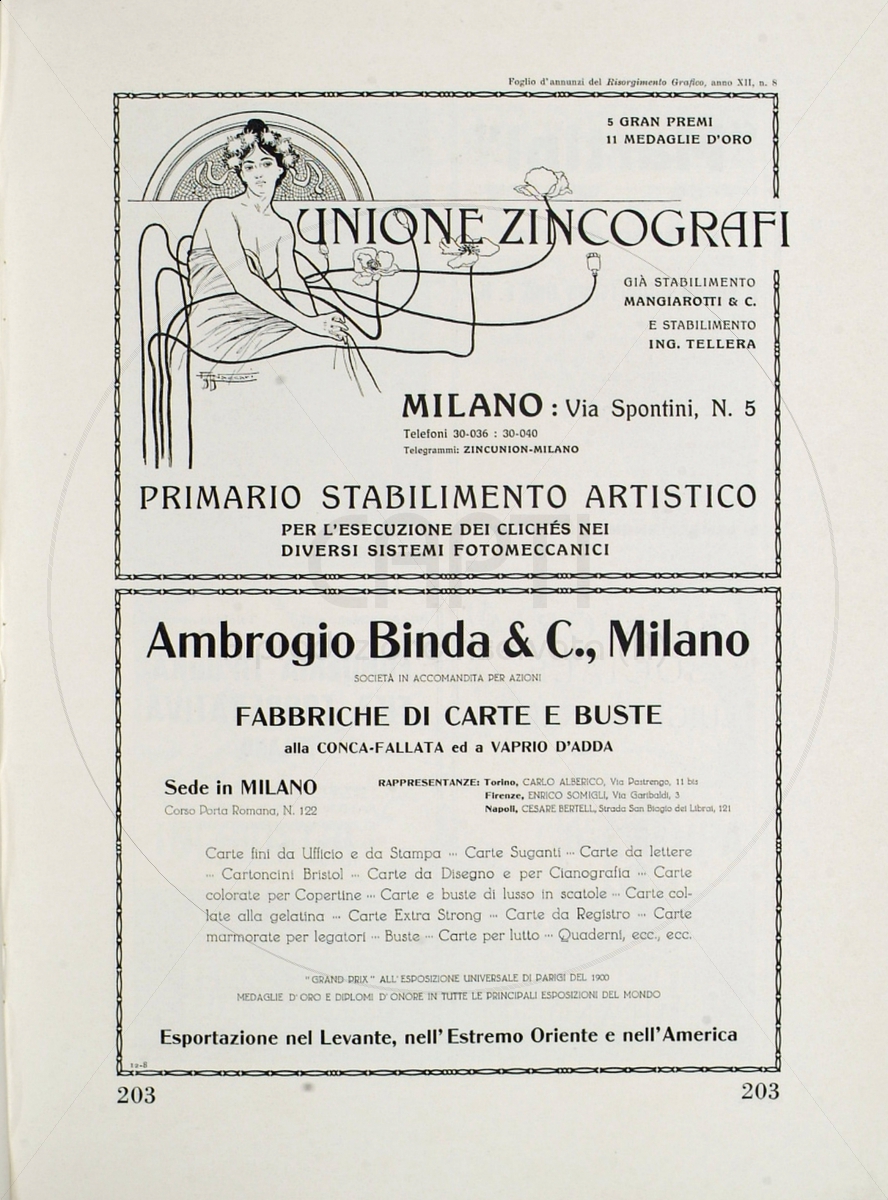 Foglio d'annunzi del Risorgimento Grafico, anno XII, n. 8
5 GRAN PREMI
11 MEDAGLIE D'ORO
UNIONE ZINCOGRAFI
GIÀ STABILIMENTO
MANGIAROTTI & C.
E STABILIMENTO
ING. TELLERA
MILANO : Via Spontini, N. 5
Telefoni 30-036 : 30-040
Telegrammi: ZINCUNION-MILANO
PRIMARIO STABILIMENTO ARTISTICO
PER L'ESECUZIONE DEI CLICHÉS NEI
DIVERSI SISTEMI FOTOMECCANICI
Ambrogio Binda & C., Milano
SOCIETÀ IN ACCOMANDITA PER AZIONI
FABBRICHE DI CARTE E BUSTE
alla CONCA-FALLATA ed a VAPRIO D'ADDA
Sede in MILANO
Corso Porta Romana, N. 122
RAPPRESENTANZE: Torino, CARLO ALBERICO, Via Pastrengo, 11 bis
Firenze, ENRICO SOMIGLI, Via Garibaldi, 3
Napoli, CESARE BERTELL, Strada San Biagio dei Librai, 121
Carte fini da Ufficio e da Stampa ··· Carte Suganti ··· Carte da lettere
··· Cartoncini Bristol ··· Carte da Disegno e per Cianografia ··· Carte
colorate per Copertine ··· Carte e buste di lusso in scatole ··· Carte col-
late alla gelatina ··· Carte Extra Strong ··· Carte da Registro ··· Carte
marmorate per legatori ··· Buste ··· Carte per lutto ··· Quaderni, ecc., ecc.
"GRAND PRIX" ALL'ESPOSIZIONE UNIVERSALE DI PARIGI DEL 1900
MEDAGLIE D'ORO E DIPLOMI D'ONORE IN TUTTE LE PRINCIPALI ESPOSIZIONI DEL MONDO
Esportazione nel Levante, nell'Estremo Oriente e nell'America
12-8
203
203
CAPTI